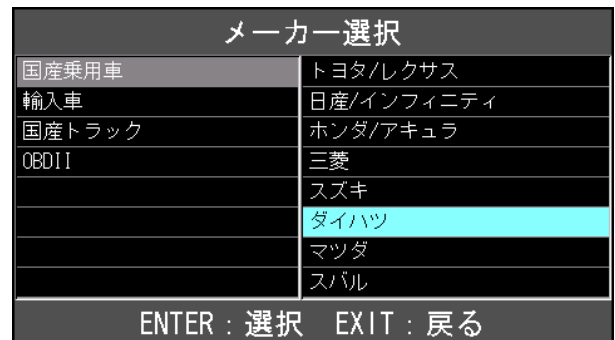 メーカー選択
国産乗用車
輸入車
国産トラック
OBDII
トヨタ/レクサス
日産/インフィニティ
ホンダ/アキュラ
三菱
スズキ
ダイハツ
マツダ
スバル
ENTER：選択 EXIT：戻る